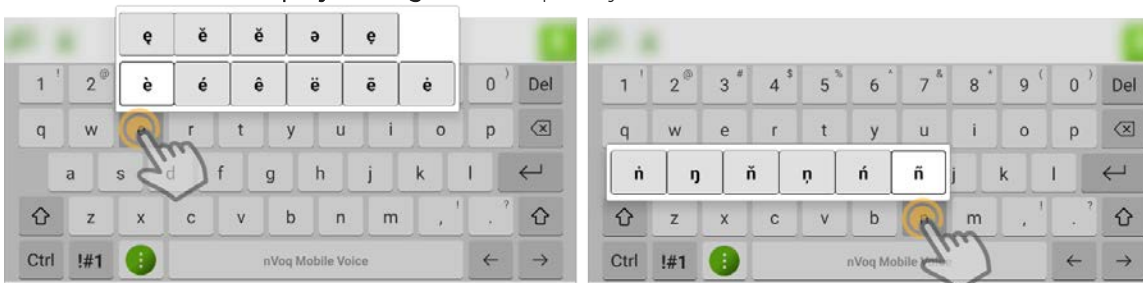 ę ě ĕ ə ẹ
è é ê ë ē ė
1 ! 2 @ 0 ) Del
q w e r t y u i o p
a s d f g h j k l
z x c v b n m , ! . ?
Ctrl !#1 nVoq Mobile Voice ← →
1 ! 2 @ 3 # 4 $ 5 % 6 ^ 7 & 8 * 9 ( 0 ) Del
q w e r t y u i o p
ṅ ŋ ň ņ ń ñ j k l
z x c v b n m , ! . ?
Ctrl !#1 nVoq Mobile Voice ← →